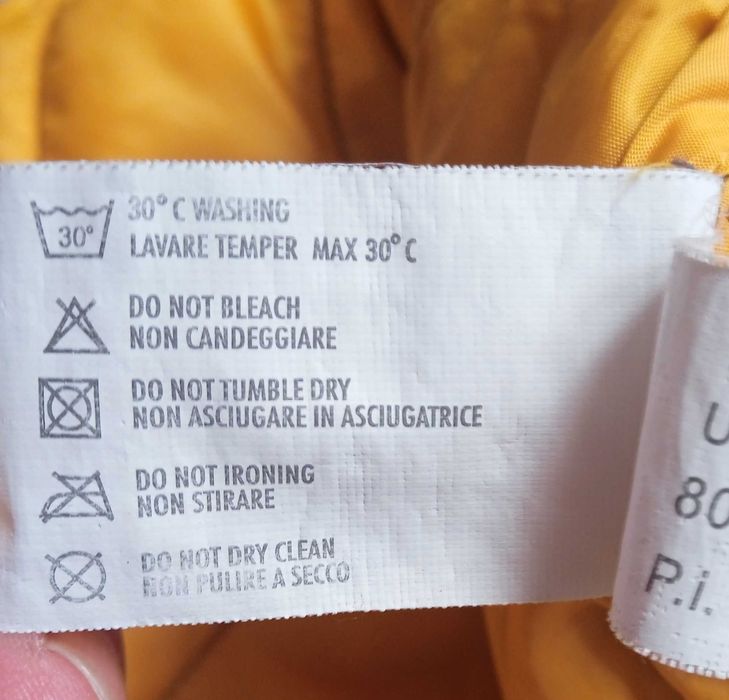 30° C WASHING
30°
LAVARE TEMPER MAX 30° C
DO NOT BLEACH
NON CANDEGGIARE
DO NOT TUMBLE DRY
NON ASCIUGARE IN ASCIUGATRICE
DO NOT IRONING
NON STIRARE
DO NOT DRY CLEAN
NON PULIRE A SECCO
U
80
P.i.